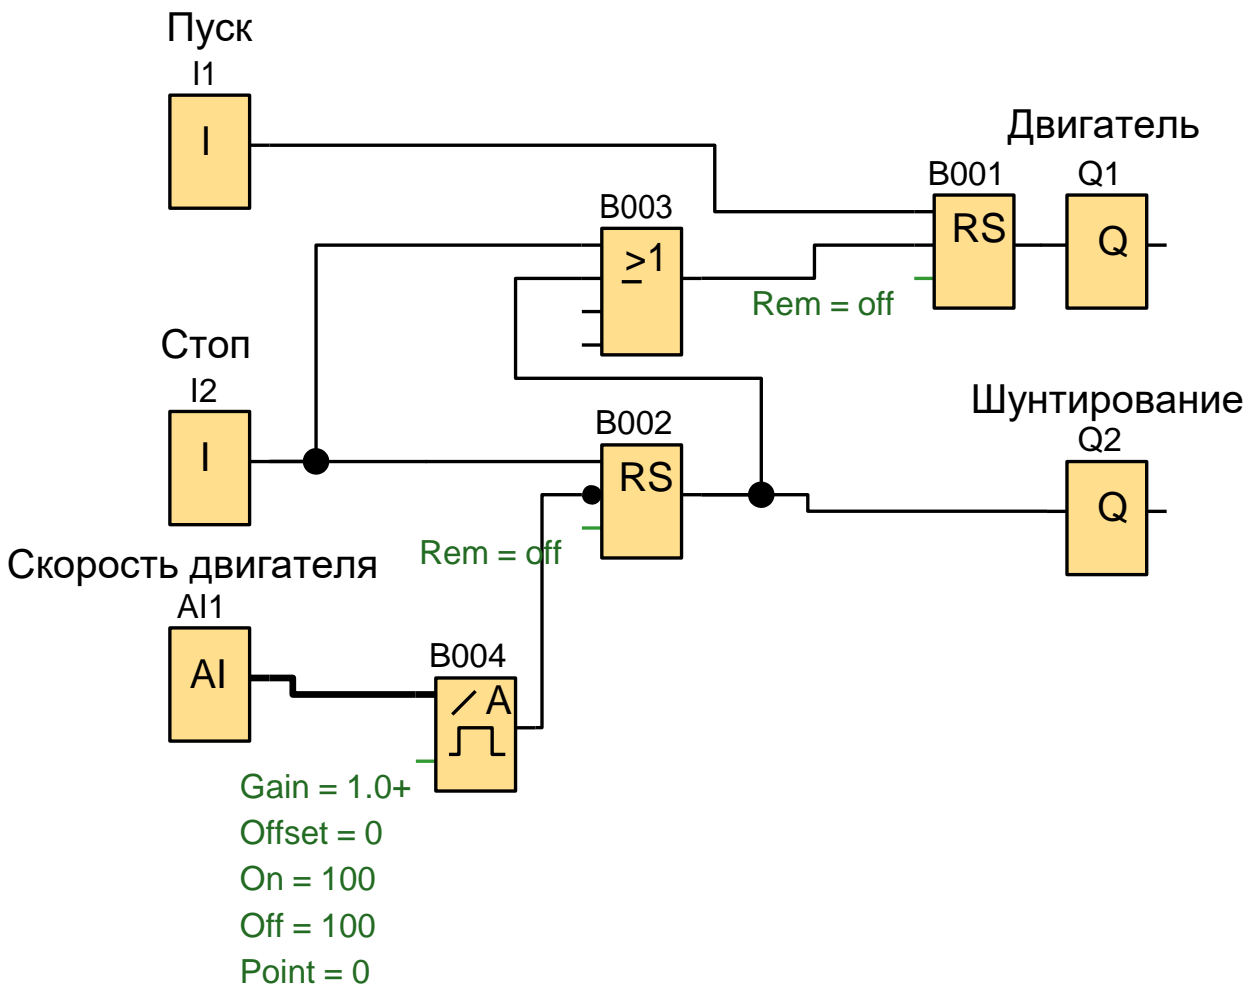 Пуск
I1
I
Двигатель
B001
Q1
RS
Q
B003
≥1
Rem = off
Стоп
I2
I
Шунтирование
Q2
Q
B002
RS
Rem = off
Скорость двигателя
AI1
AI
B004
A
Gain = 1.0+
Offset = 0
On = 100
Off = 100
Point = 0